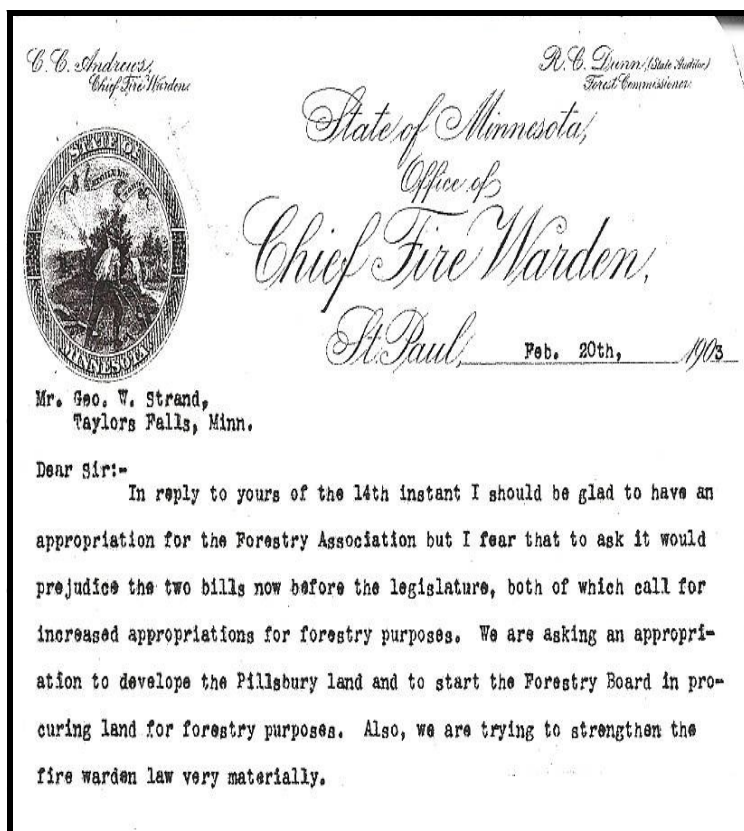 C. C. Andrews,
Chief Fire Warden.
R. C. Dunn, (State Auditor)
Forest Commissioner.
State of Minnesota,
Office of
Chief Fire Warden,
St. Paul, Feb. 20th, 1903
STATE OF
MINNESOTA
Mr. Geo. W. Strand,
Taylors Falls, Minn.
Dear Sir:-
In reply to yours of the 14th instant I should be glad to have an
appropriation for the Forestry Association but I fear that to ask it would
prejudice the two bills now before the legislature, both of which call for
increased appropriations for forestry purposes. We are asking an appropri-
ation to develope the Pillsbury land and to start the Forestry Board in pro-
curing land for forestry purposes. Also, we are trying to strengthen the
fire warden law very materially.